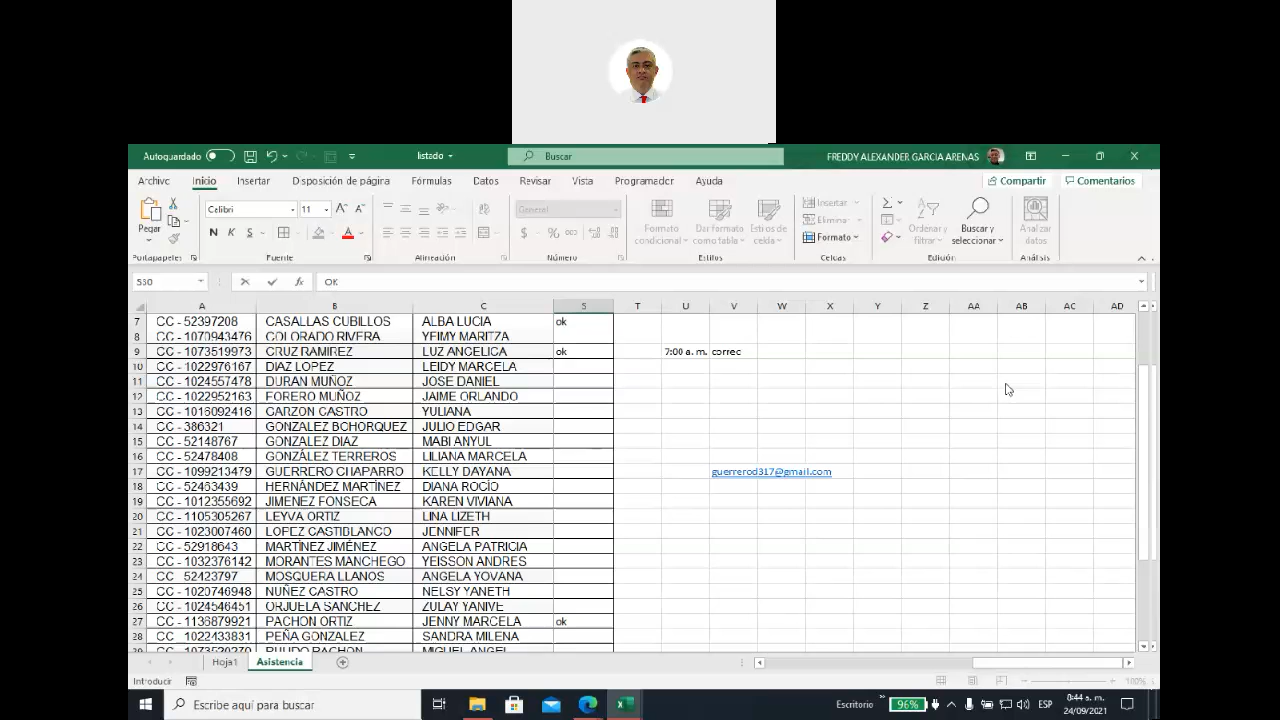 Autoguardado
listado
Buscar
FREDDY ALEXANDER GARCIA ARENAS
Archivo Inicio Insertar Disposición de página Fórmulas Datos Revisar Vista Programador Ayuda Compartir Comentarios
Pegar
Calibri 11
General
Formato condicional
Dar formato como tabla
Estilos de celda
Insertar
Eliminar
Formato
Ordenar y filtrar
Buscar y seleccionar
Analizar datos
Portapapeles Fuente Alineación Número Estilos Celdas Edición Análisis
S30 OK
A B C S T U V W X Y Z AA AB AC AD
7 CC - 52397208 CASALLAS CUBILLOS ALBA LUCIA ok
8 CC - 1070943476 COLORADO RIVERA YEIMY MARITZA
9 CC - 1073519973 CRUZ RAMIREZ LUZ ANGELICA ok 7:00 a. m. correc
10 CC - 1022976167 DIAZ LOPEZ LEIDY MARCELA
11 CC - 1024557478 DURAN MUÑOZ JOSE DANIEL
12 CC - 1022952163 FORERO MUÑOZ JAIME ORLANDO
13 CC - 1016092416 GARZON CASTRO YULIANA
14 CC - 386321 GONZALEZ BOHORQUEZ JULIO EDGAR
15 CC - 52148767 GONZALEZ DIAZ MABI ANYUL
16 CC - 52478408 GONZÁLEZ TERREROS LILIANA MARCELA
17 CC - 1099213479 GUERRERO CHAPARRO KELLY DAYANA guerrerod317@gmail.com
18 CC - 52463439 HERNÁNDEZ MARTÍNEZ DIANA ROCÍO
19 CC - 1012355692 JIMENEZ FONSECA KAREN VIVIANA
20 CC - 1105305267 LEYVA ORTIZ LINA LIZETH
21 CC - 1023007460 LOPEZ CASTIBLANCO JENNIFER
22 CC - 52918643 MARTÍNEZ JIMÉNEZ ANGELA PATRICIA
23 CC - 1032376142 MORANTES MANCHEGO YEISSON ANDRES
24 CC - 52423797 MOSQUERA LLANOS ANGELA YOVANA
25 CC - 1020746948 NUÑEZ CASTRO NELSY YANETH
26 CC - 1024546451 ORJUELA SANCHEZ ZULAY YANIVE
27 CC - 1136879921 PACHON ORTIZ JENNY MARCELA ok
28 CC - 1022433831 PEÑA GONZALEZ SANDRA MILENA
Hoja1 Asistencia
Introducir 100%
Escribe aquí para buscar
Escritorio 96% ESP 0:44 a. m.
24/09/2021